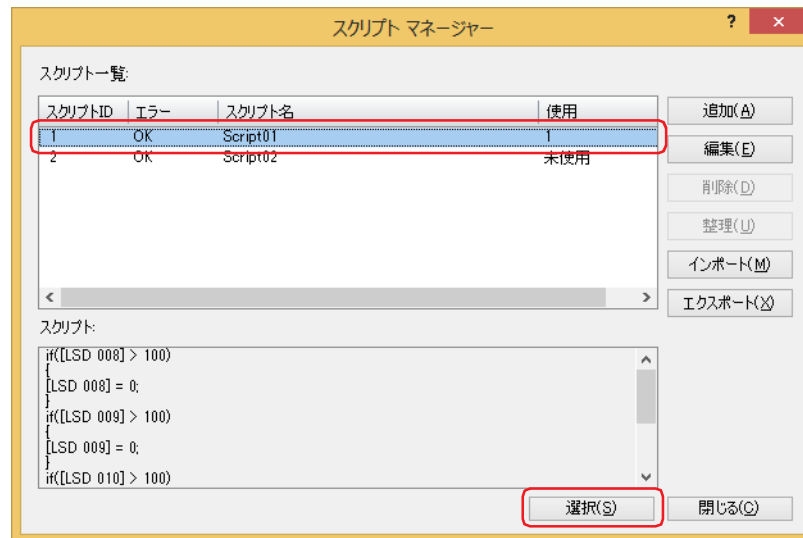 スクリプト マネージャー
? ×
スクリプト一覧:
スクリプトID エラー スクリプト名 使用
1 OK Script01 1
2 OK Script02 未使用
追加(A)
編集(E)
削除(D)
整理(U)
インポート(M)
エクスポート(X)
スクリプト:
if([LSD 008] > 100)
{
[LSD 008] = 0;
}
if([LSD 009] > 100)
{
[LSD 009] = 0;
}
if([LSD 010] > 100)
選択(S)
閉じる(C)